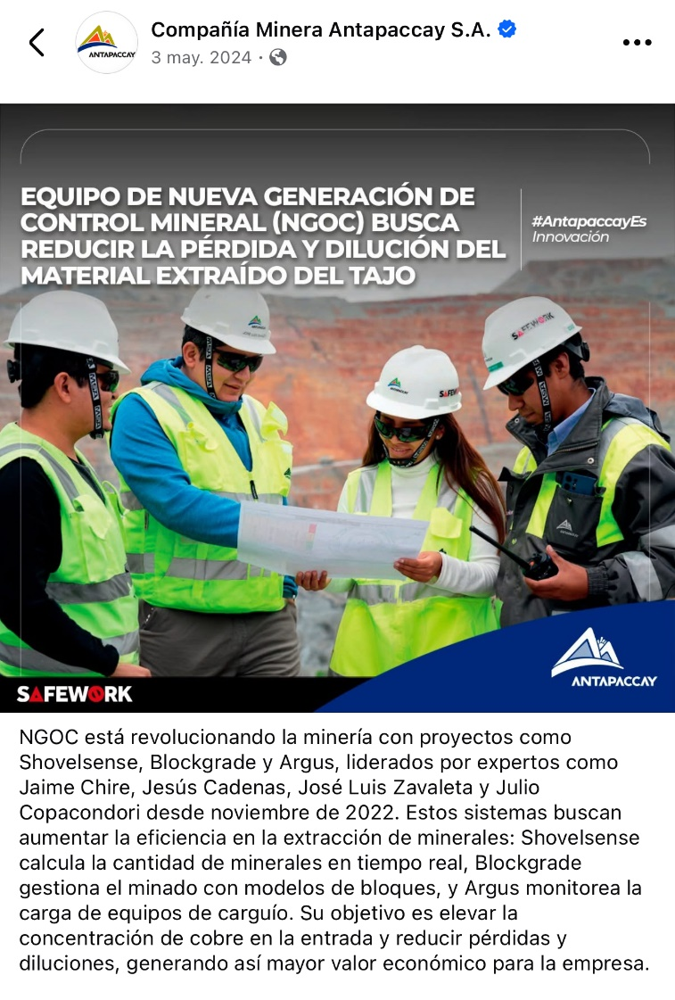 Compañía Minera Antapaccay S.A.
ANTAPACCAY
3 may. 2024 ·
EQUIPO DE NUEVA GENERACIÓN DE
CONTROL MINERAL (NGOC) BUSCA
REDUCIR LA PÉRDIDA Y DILUCIÓN DEL
MATERIAL EXTRAÍDO DEL TAJO
#AntapaccayEs
Innovación
SAFEWORK
MSA
MSA
ANTAPACCAY
SAFEWORK
ANTAPACCAY
NGOC está revolucionando la minería con proyectos como
Shovelsense, Blockgrade y Argus, liderados por expertos como
Jaime Chire, Jesús Cadenas, José Luis Zavaleta y Julio
Copacondori desde noviembre de 2022. Estos sistemas buscan
aumentar la eficiencia en la extracción de minerales: Shovelsense
calcula la cantidad de minerales en tiempo real, Blockgrade
gestiona el minado con modelos de bloques, y Argus monitorea la
carga de equipos de carguío. Su objetivo es elevar la
concentración de cobre en la entrada y reducir pérdidas y
diluciones, generando así mayor valor económico para la empresa.